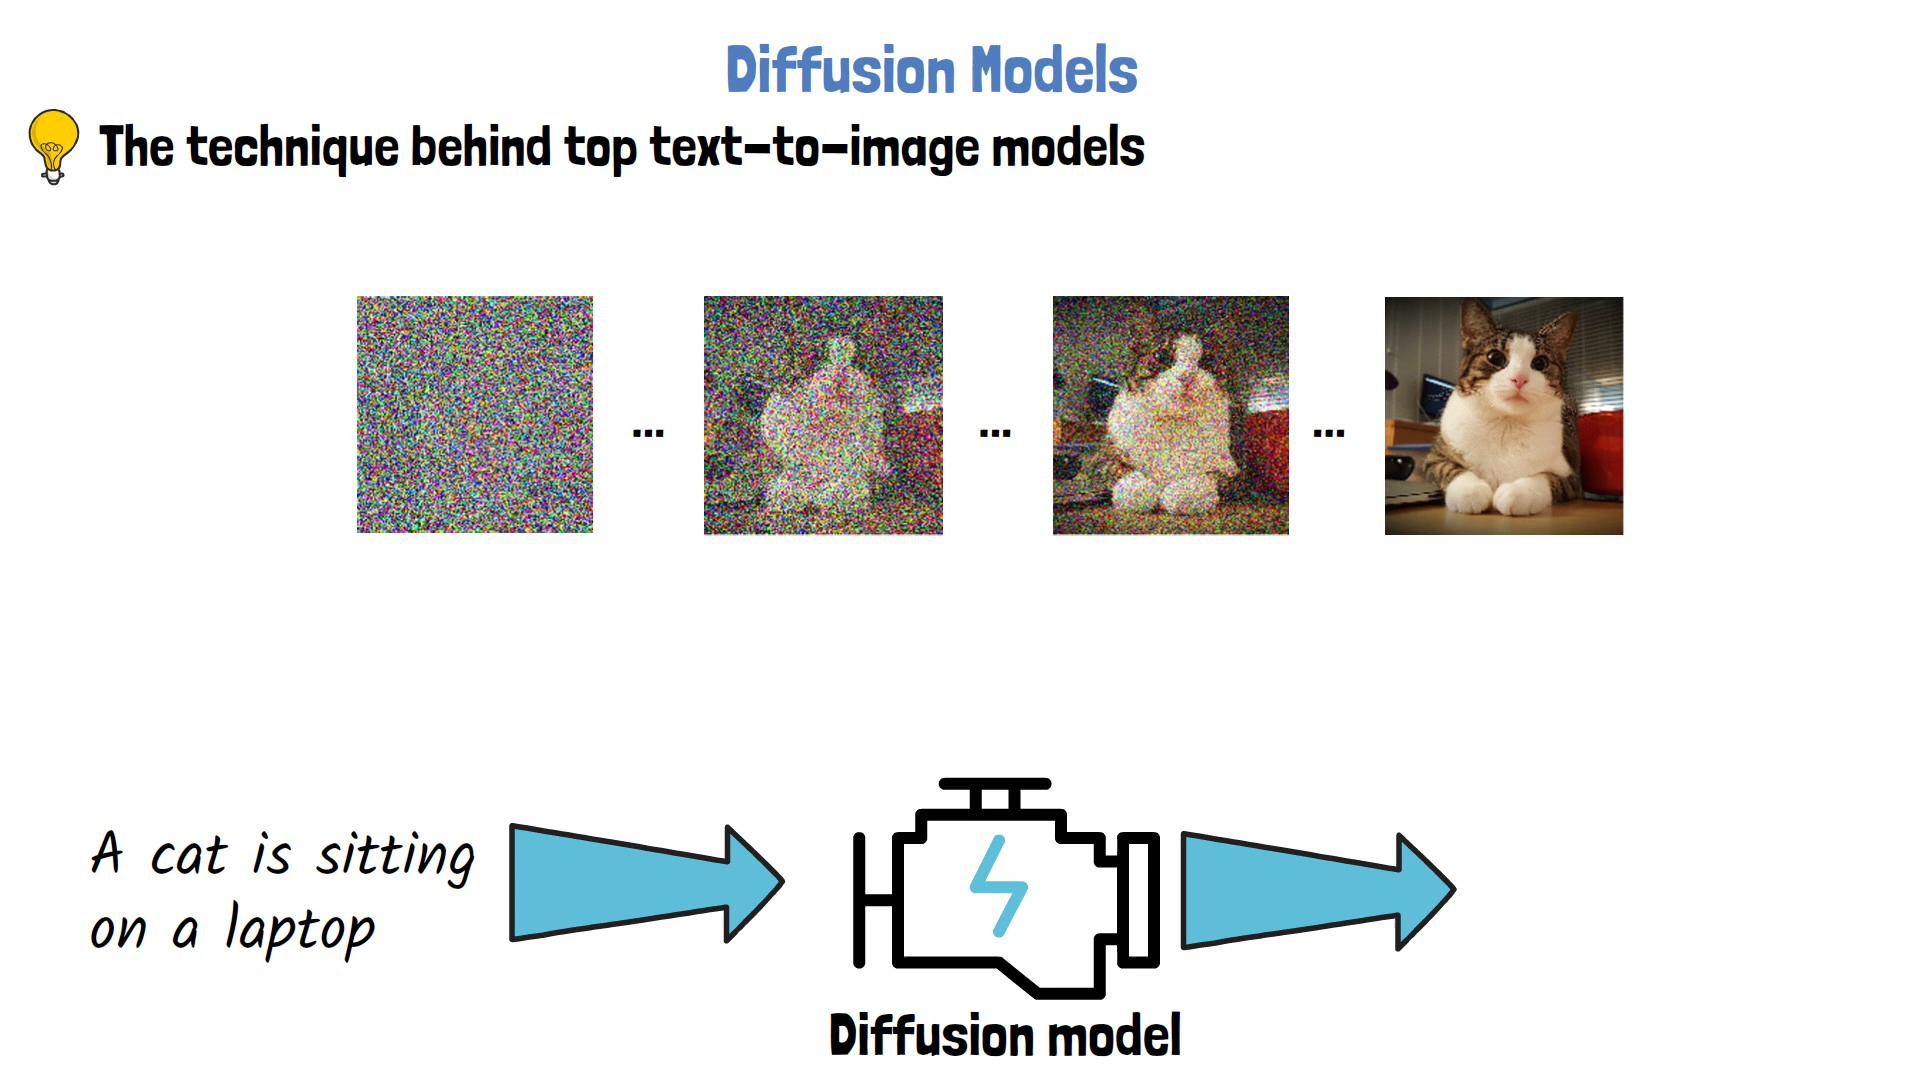 Diffusion Models
The technique behind top text-to-image models
... ... ...
A cat is sitting
on a laptop
Diffusion model